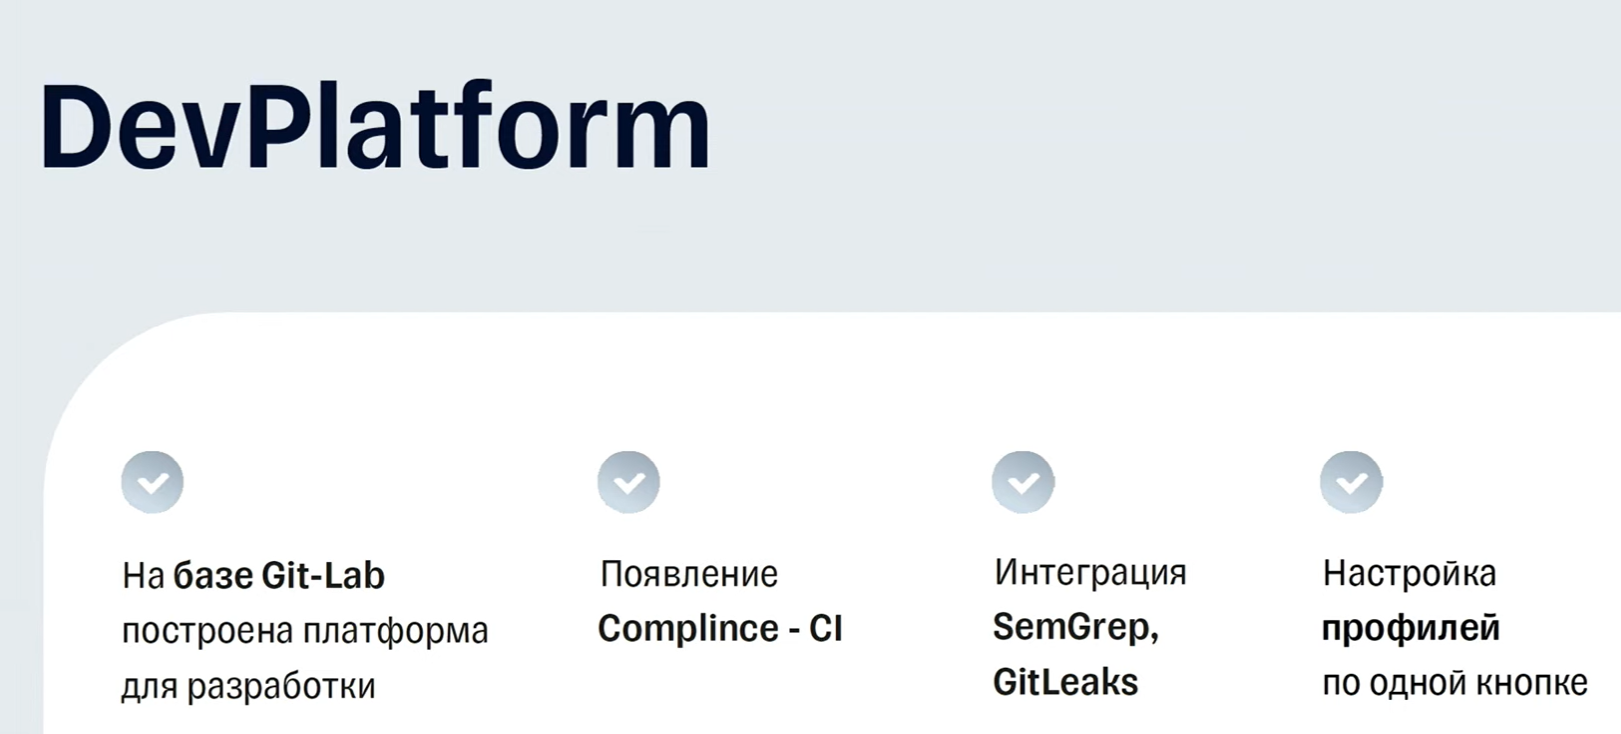 DevPlatform
На базе Git-Lab
построена платформа
для разработки
Появление
Complince - CI
Интеграция
SemGrep,
GitLeaks
Настройка
профилей
по одной кнопке